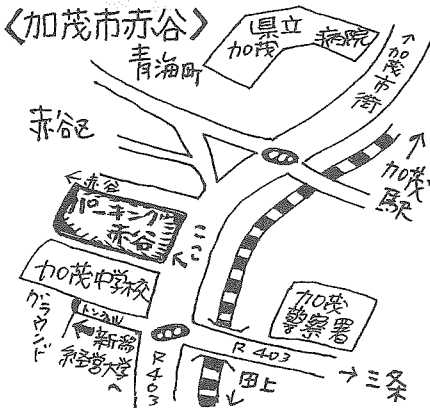 〈加茂市赤谷〉
県立
加茂
病院
青海町
↑加茂市街
赤谷区
↑加茂駅
←赤谷
パーキング
赤谷
ここ
加茂中学校
グラウンド
トンネル
←新潟
経営大学へ
R403
R403
加茂
警察署
田上
→三条